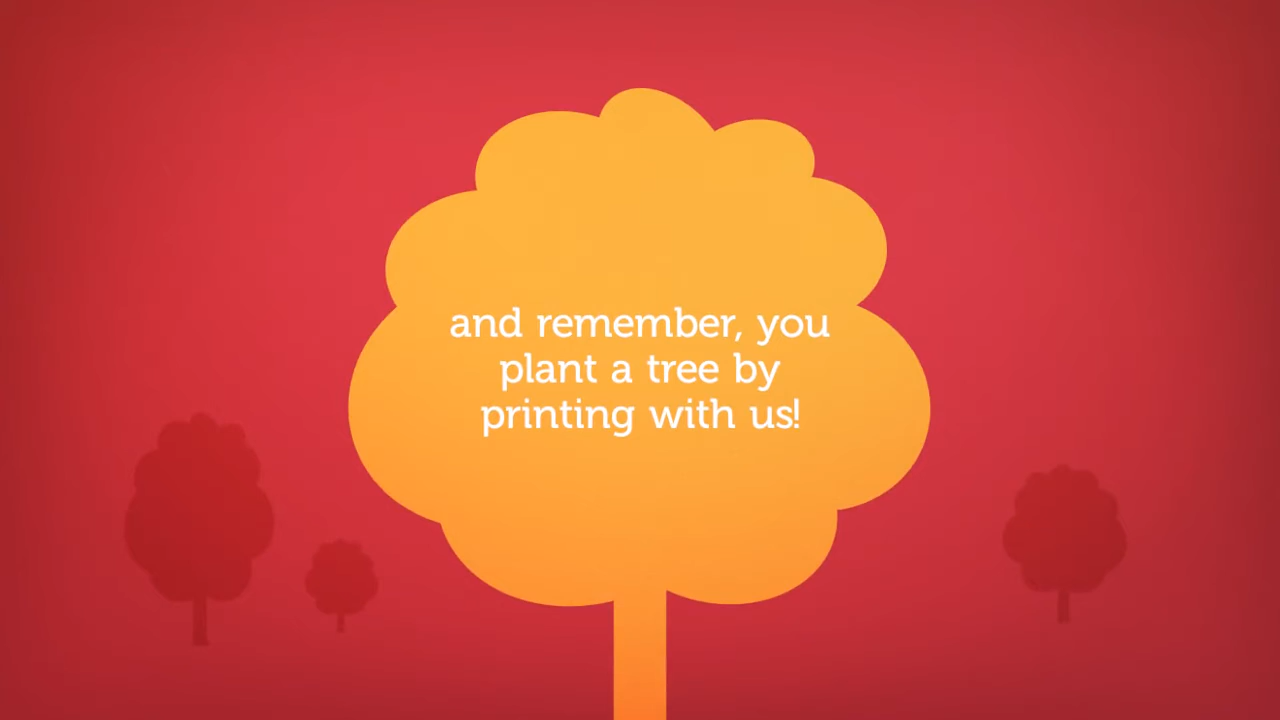 and remember, you
plant a tree by
printing with us!